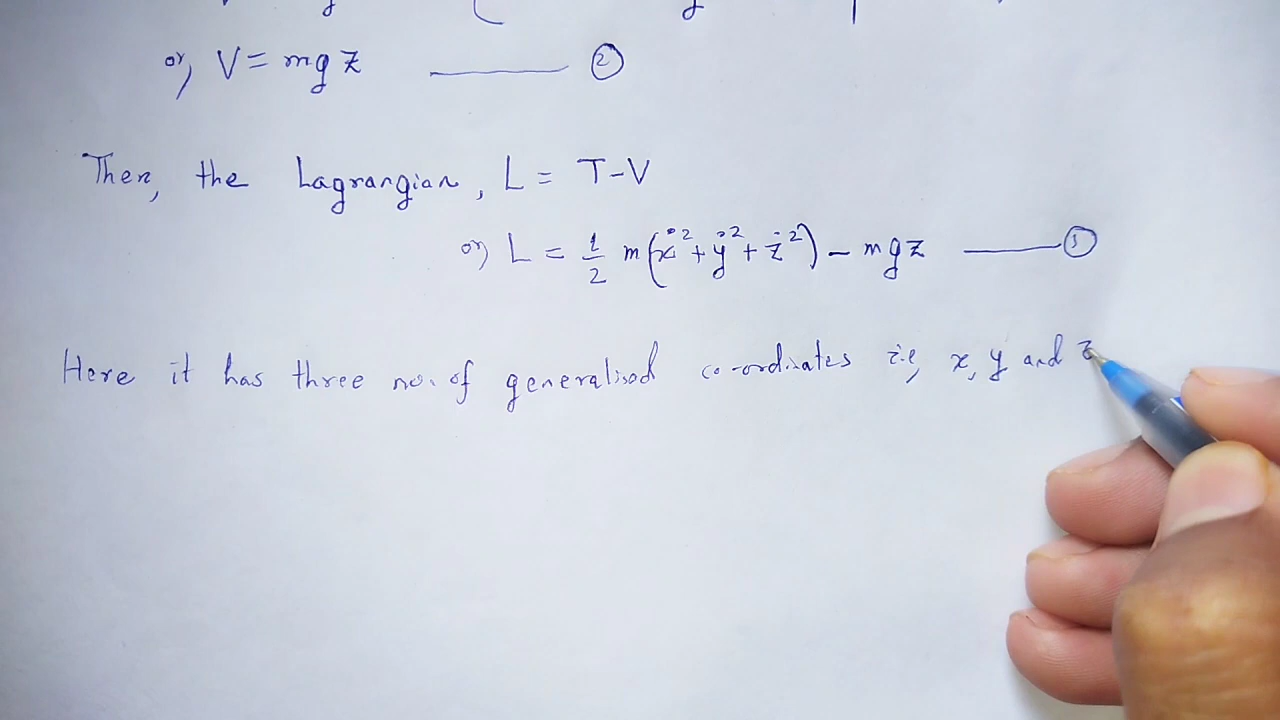 or, V = mgz ——— ②
Then, the Lagrangian, L = T-V
or, L = 1/2 m(ẋ² + ẏ² + ż²) - mgz ——— ③
Here it has three no. of generalised co-ordinates i.e, x, y and z